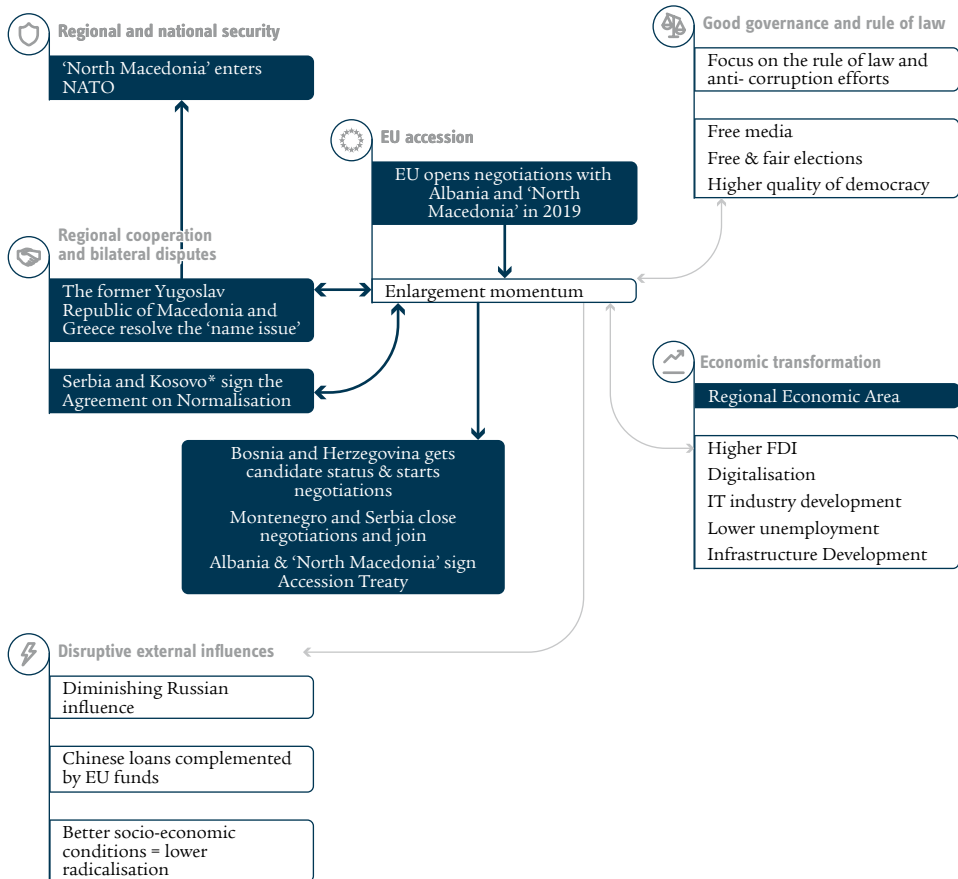 Regional and national security
‘North Macedonia’ enters
NATO
Good governance and rule of law
Focus on the rule of law and
anti- corruption efforts
Free media
Free & fair elections
Higher quality of democracy
EU accession
EU opens negotiations with
Albania and ‘North
Macedonia’ in 2019
Enlargement momentum
Regional cooperation
and bilateral disputes
The former Yugoslav
Republic of Macedonia and
Greece resolve the ‘name issue’
Serbia and Kosovo* sign the
Agreement on Normalisation
Economic transformation
Regional Economic Area
Higher FDI
Digitalisation
IT industry development
Lower unemployment
Infrastructure Development
Bosnia and Herzegovina gets
candidate status & starts
negotiations
Montenegro and Serbia close
negotiations and join
Albania & ‘North Macedonia’ sign
Accession Treaty
Disruptive external influences
Diminishing Russian
influence
Chinese loans complemented
by EU funds
Better socio-economic
conditions = lower
radicalisation